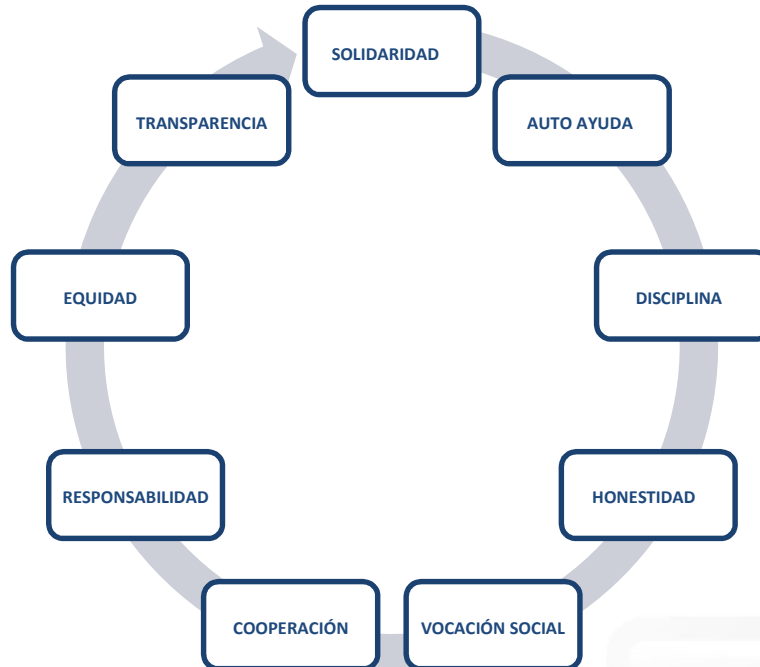 SOLIDARIDAD
AUTO AYUDA
DISCIPLINA
HONESTIDAD
VOCACIÓN SOCIAL
COOPERACIÓN
RESPONSABILIDAD
EQUIDAD
TRANSPARENCIA